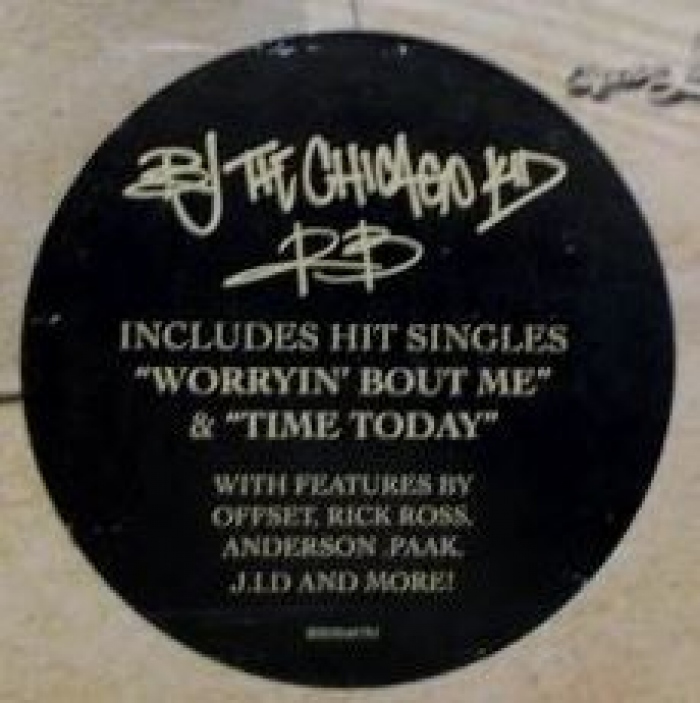 BJ THE CHICAGO KID
INCLUDES HIT SINGLES
"WORRYIN' BOUT ME"
& "TIME TODAY"
WITH FEATURES BY
OFFSET, RICK ROSS,
ANDERSON .PAAK,
J.I.D AND MORE!